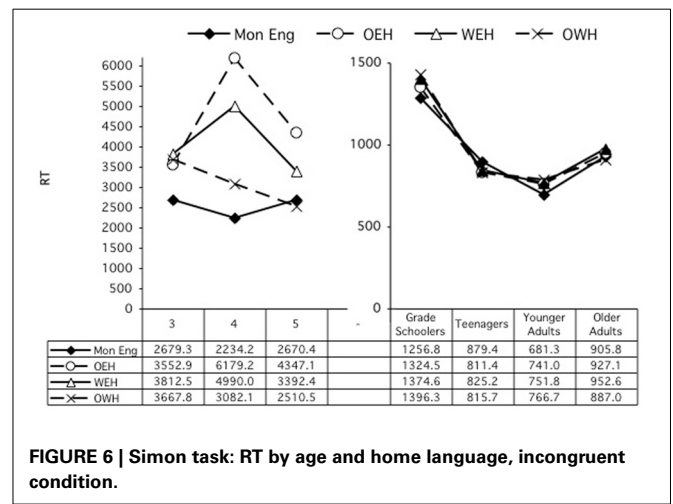 Mon Eng OEH WEH OWH
6000
5500
5000
4500
4000
3500
3000
2500
2000
1500
1000
500
0
RT
1500
1000
500
0
3 4 5 - Grade Schoolers Teenagers Younger Adults Older Adults
Mon Eng 2679.3 2234.2 2670.4 1256.8 879.4 681.3 905.8
OEH 3552.9 6179.2 4347.1 1324.5 811.4 741.0 927.1
WEH 3812.5 4990.0 3392.4 1374.6 825.2 751.8 952.6
OWH 3667.8 3082.1 2510.5 1396.3 815.7 766.7 887.0
FIGURE 6 | Simon task: RT by age and home language, incongruent
condition.